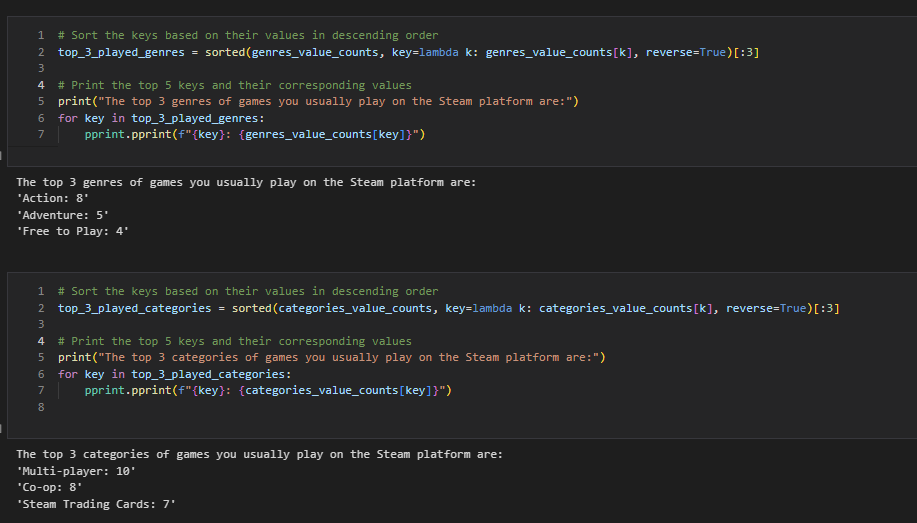 1 # Sort the keys based on their values in descending order
2 top_3_played_genres = sorted(genres_value_counts, key=lambda k: genres_value_counts[k], reverse=True)[:3]
3
4 # Print the top 5 keys and their corresponding values
5 print("The top 3 genres of games you usually play on the Steam platform are:")
6 for key in top_3_played_genres:
7     pprint.pprint(f"{key}: {genres_value_counts[key]}")
The top 3 genres of games you usually play on the Steam platform are:
'Action: 8'
'Adventure: 5'
'Free to Play: 4'
1 # Sort the keys based on their values in descending order
2 top_3_played_categories = sorted(categories_value_counts, key=lambda k: categories_value_counts[k], reverse=True)[:3]
3
4 # Print the top 5 keys and their corresponding values
5 print("The top 3 categories of games you usually play on the Steam platform are:")
6 for key in top_3_played_categories:
7     pprint.pprint(f"{key}: {categories_value_counts[key]}")
8
The top 3 categories of games you usually play on the Steam platform are:
'Multi-player: 10'
'Co-op: 8'
'Steam Trading Cards: 7'